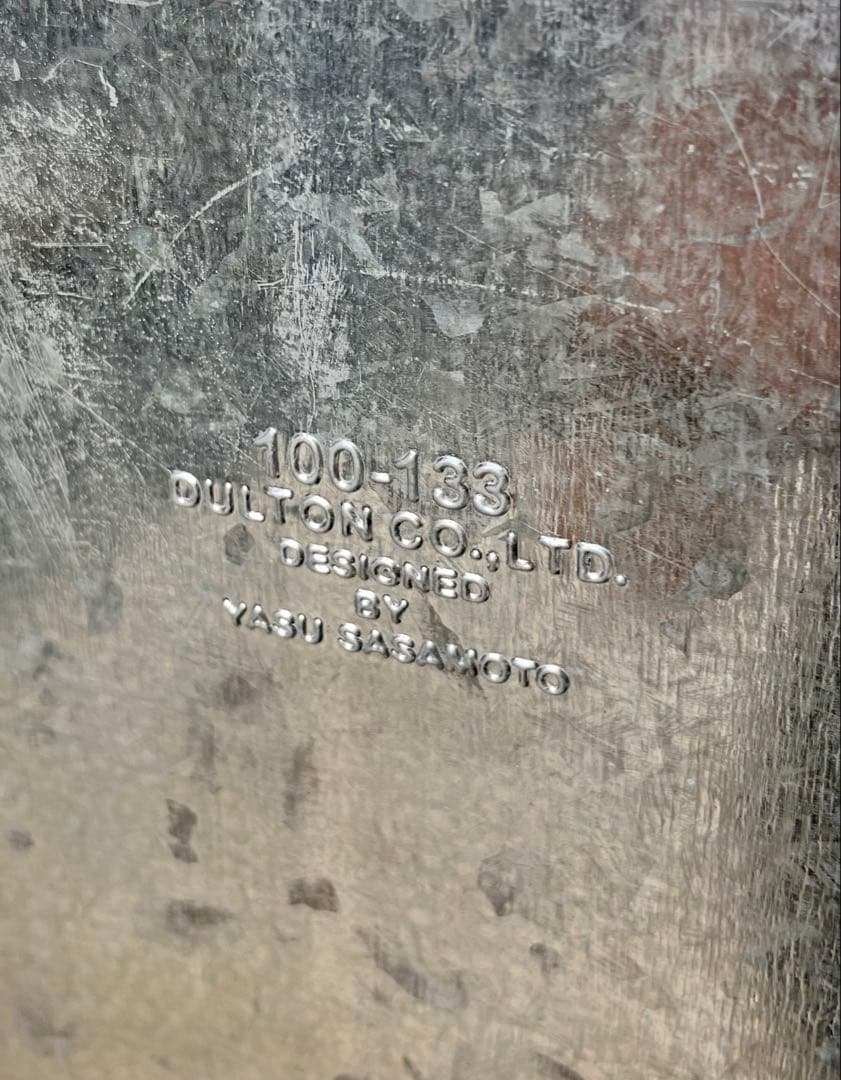 100-133
DULTON CO.,LTD.
DESIGNED
BY
YASU SASAMOTO